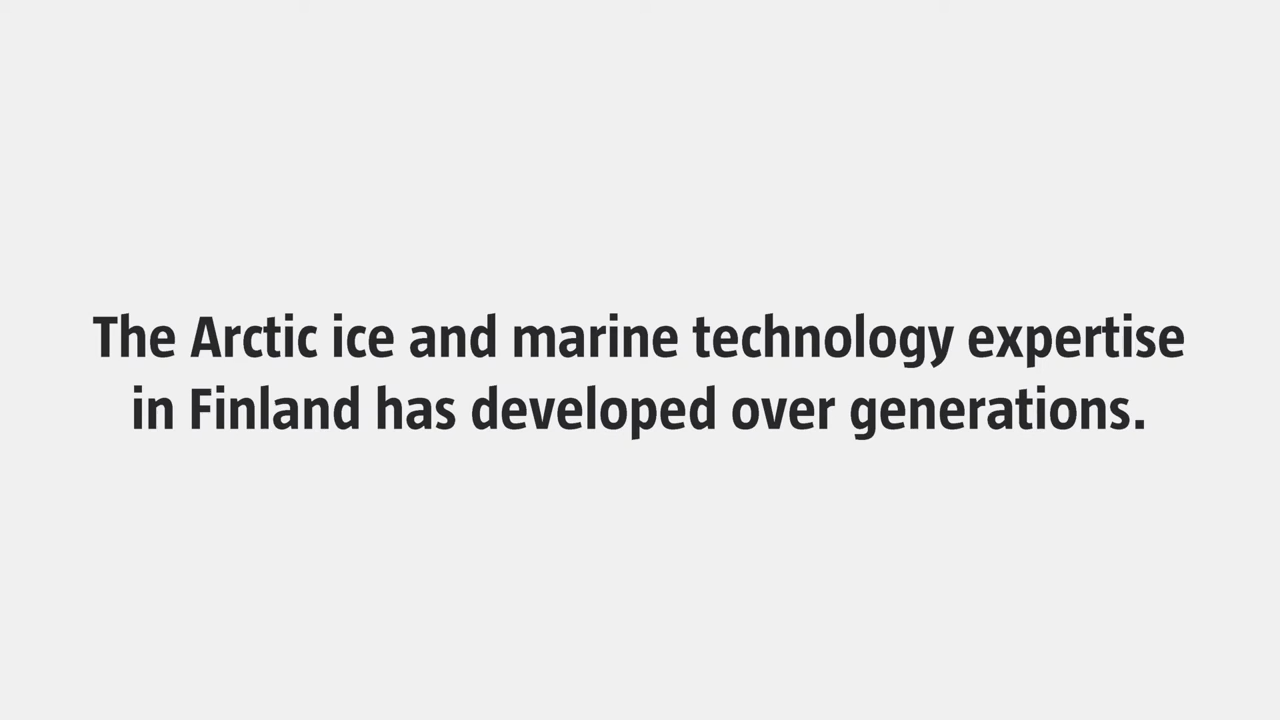 The Arctic ice and marine technology expertise
in Finland has developed over generations.